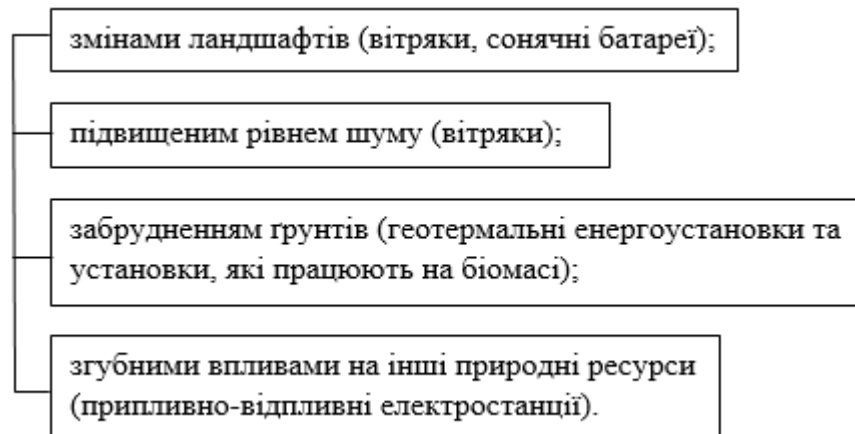 змінами ландшафтів (вітряки, сонячні батареї);
підвищеним рівнем шуму (вітряки);
забрудненням ґрунтів (геотермальні енергоустановки та
установки, які працюють на біомасі);
згубними впливами на інші природні ресурси
(припливно-відпливні електростанції).